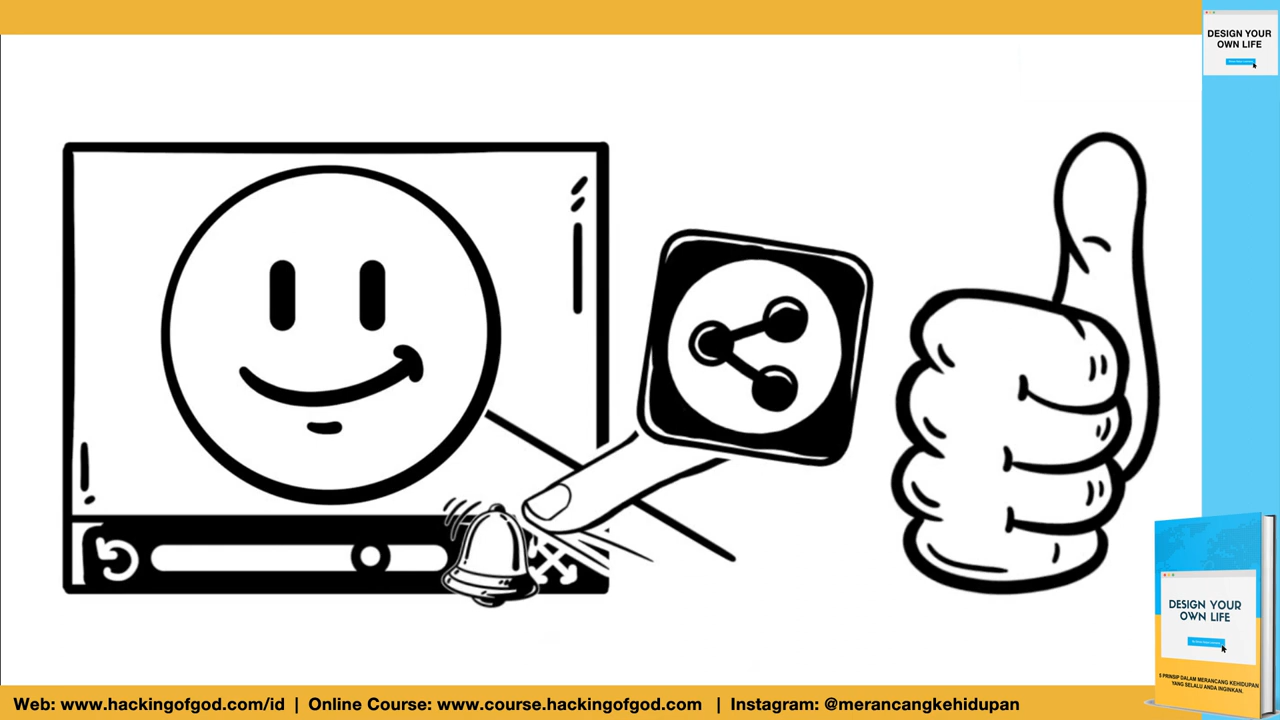 DESIGN YOUR
OWN LIFE
DESIGN YOUR
OWN LIFE
PRINSIP DALAM MERANCANG KEHIDUPAN
YANG SELALU ANDA INGINKAN.
Web: www.hackingofgod.com/id | Online Course: www.course.hackingofgod.com | Instagram: @merancangkehidupan